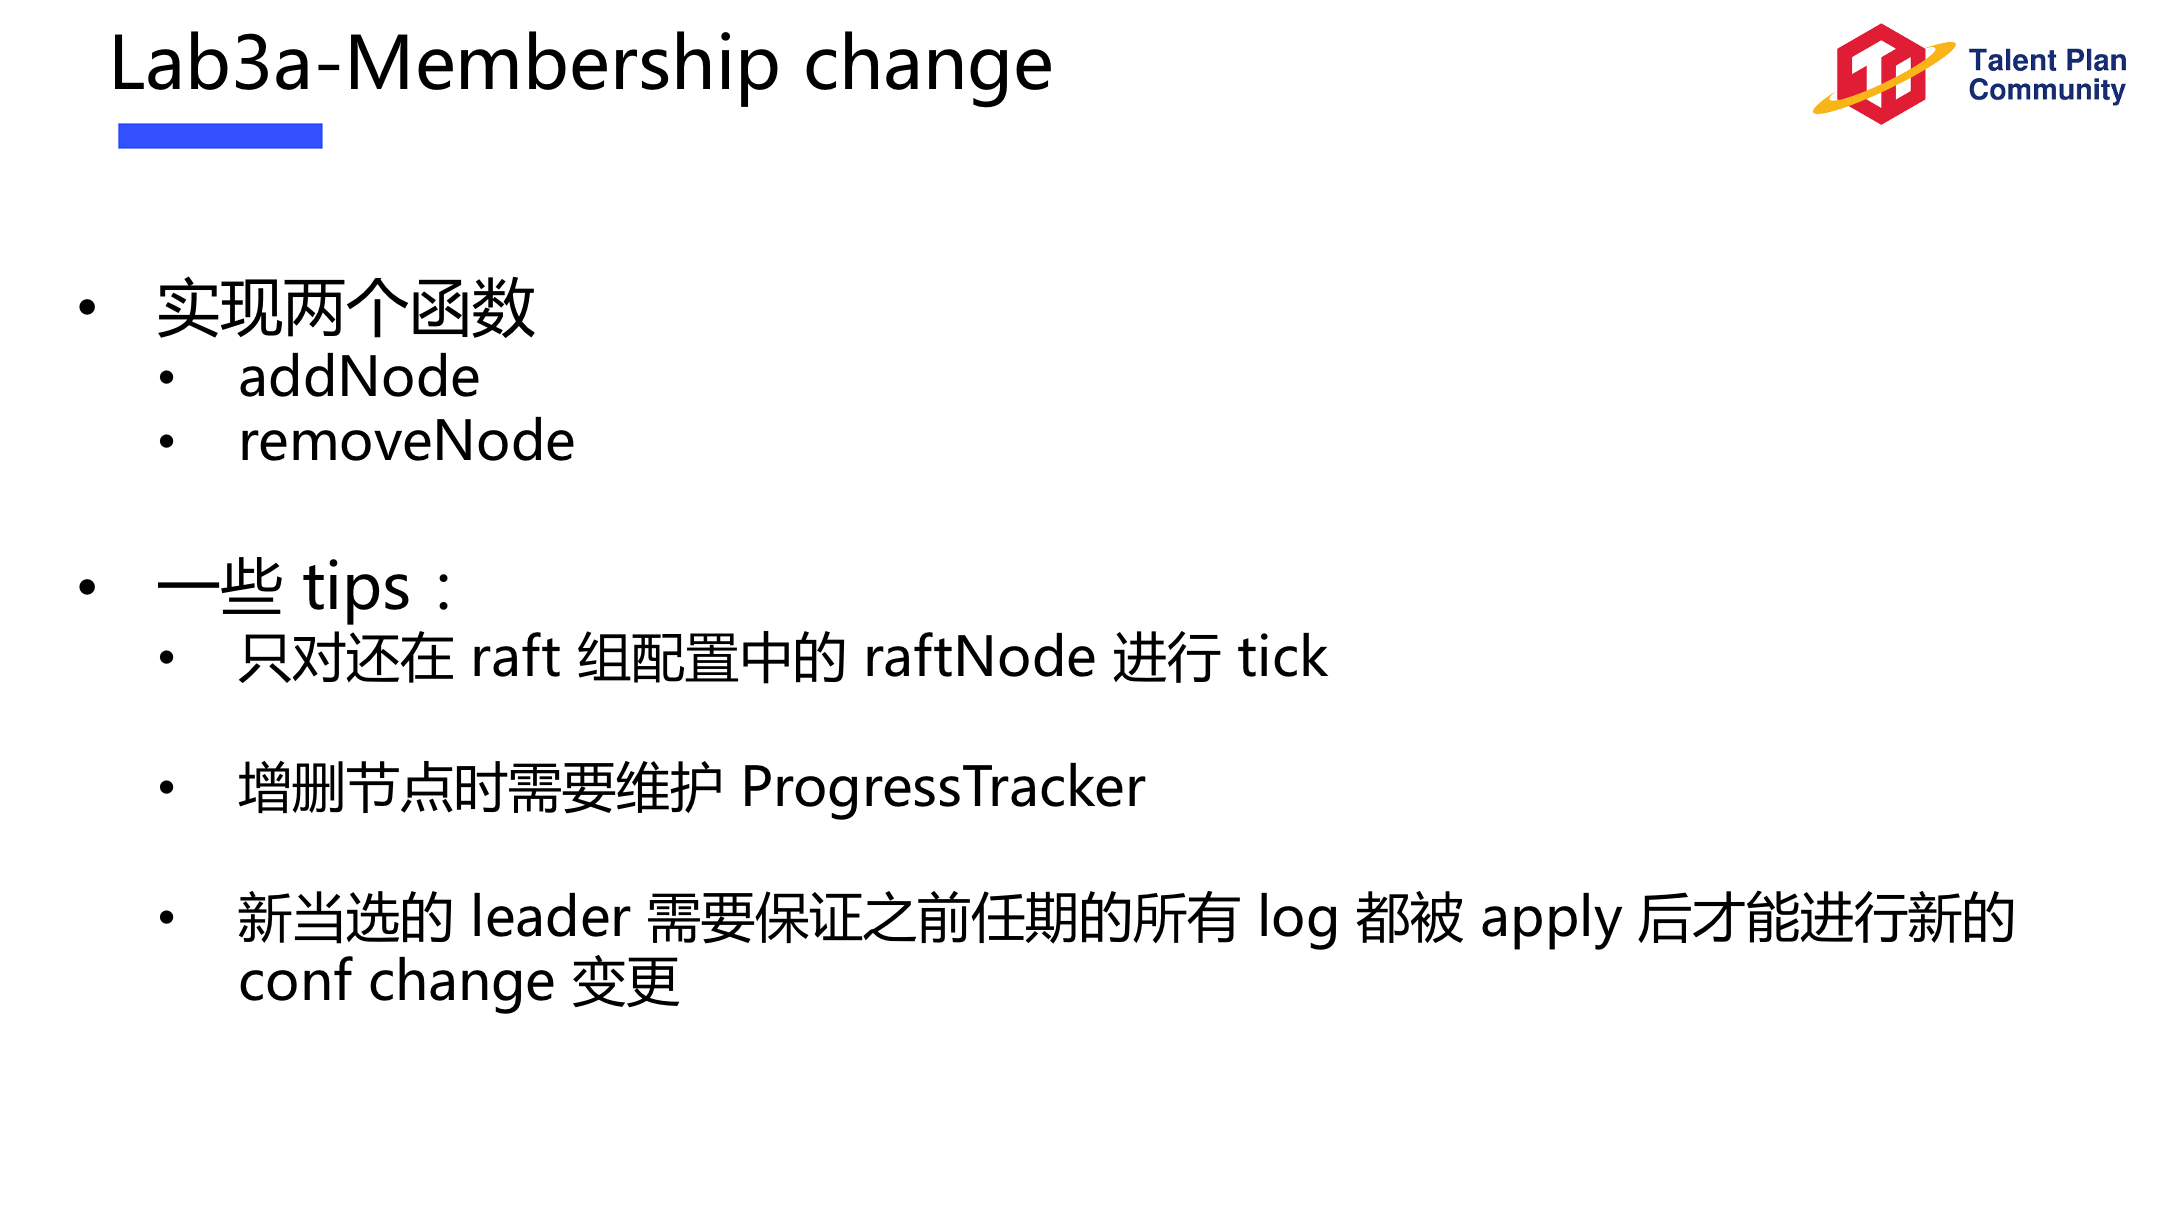 Lab3a-Membership change
Talent Plan
Community
• 实现两个函数
• addNode
• removeNode
• 一些 tips：
• 只对还在 raft 组配置中的 raftNode 进行 tick
• 增删节点时需要维护 ProgressTracker
• 新当选的 leader 需要保证之前任期的所有 log 都被 apply 后才能进行新的
conf change 变更